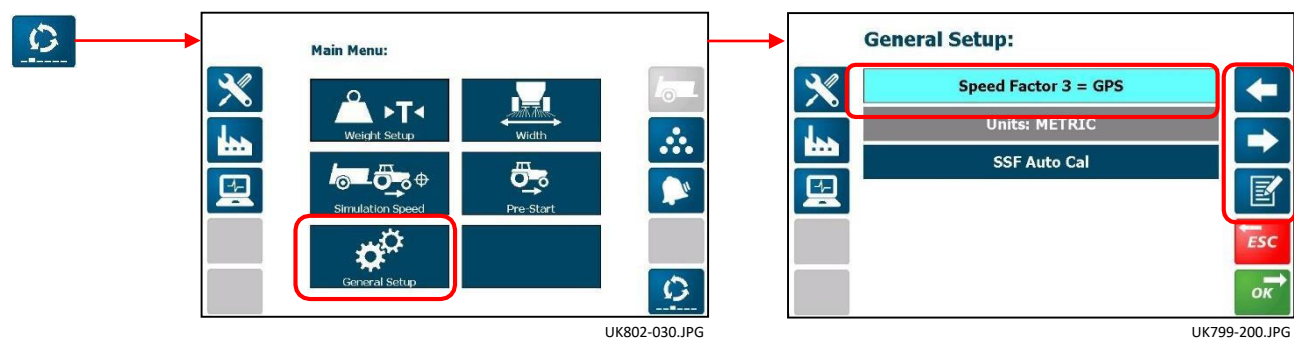 Main Menu:
▸T◂
Weight Setup
Width
Simulation Speed
Pre-Start
General Setup
UK802-030.JPG
General Setup:
Speed Factor 3 = GPS
Units: METRIC
SSF Auto Cal
ESC
OK
UK799-200.JPG